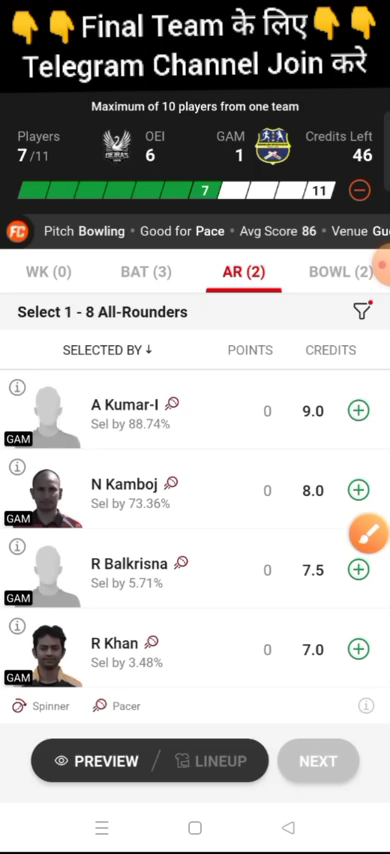 👇👇Final Team के लिए👇👇
Telegram Channel Join करे
Maximum of 10 players from one team
Players
7/11
OEI
6
GAM
1
Credits Left
46
7
11
FC Pitch Bowling • Good for Pace • Avg Score 86 • Venue Gu
WK (0) BAT (3) AR (2) BOWL (2)
Select 1 - 8 All-Rounders
SELECTED BY ↓ POINTS CREDITS
A Kumar-I
Sel by 88.74%
0 9.0
GAM
N Kamboj
Sel by 73.36%
0 8.0
GAM
R Balkrisna
Sel by 5.71%
0 7.5
GAM
R Khan
Sel by 3.48%
0 7.0
GAM
Spinner Pacer
PREVIEW / LINEUP NEXT